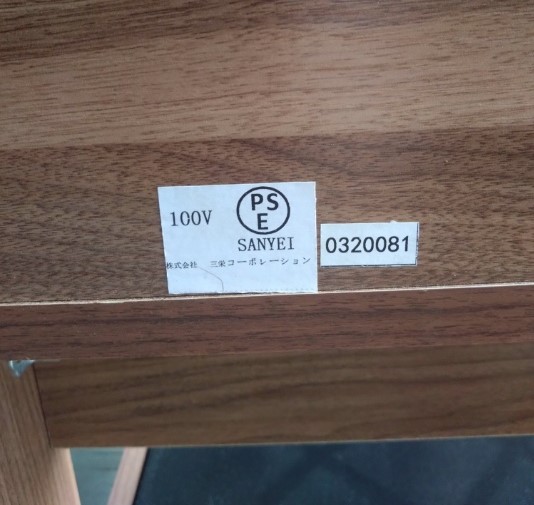 100V
PS
E
SANYEI
株式会社 三栄コーポレーション
0320081